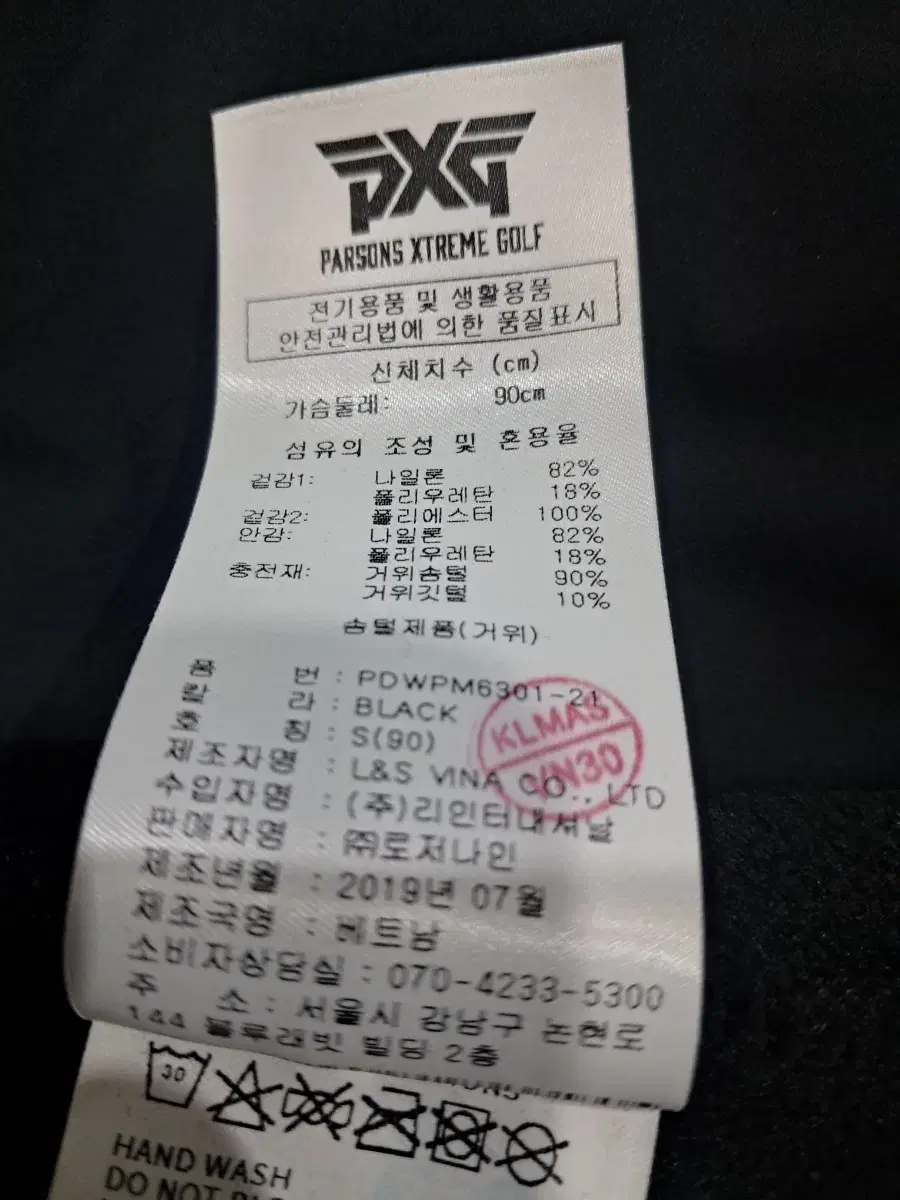 PXG
PARSONS XTREME GOLF
전기용품 및 생활용품
안전관리법에 의한 품질표시
신체치수 (cm)
가슴둘레: 90cm
섬유의 조성 및 혼용율
겉감1: 나일론 82%
폴리우레탄 18%
겉감2: 폴리에스터 100%
안감: 나일론 82%
폴리우레탄 18%
충전재: 거위솜털 90%
거위깃털 10%
솜털제품(거위)
품 번 : PDWPM6301-21
칼 라 : BLACK
호 칭 : S(90)
KLMAS
VN30
제조자명 : L&S VINA CO., LTD
수입자명 : (주)리인터내셔날
판매자명 : ㈜로저나인
제조년월 : 2019년 07월
제조국명 : 베트남
소비자상담실 : 070-4233-5300
주 소 : 서울시 강남구 논현로
144 블루래빗 빌딩 2층
30
HAND WASH
DO NOT